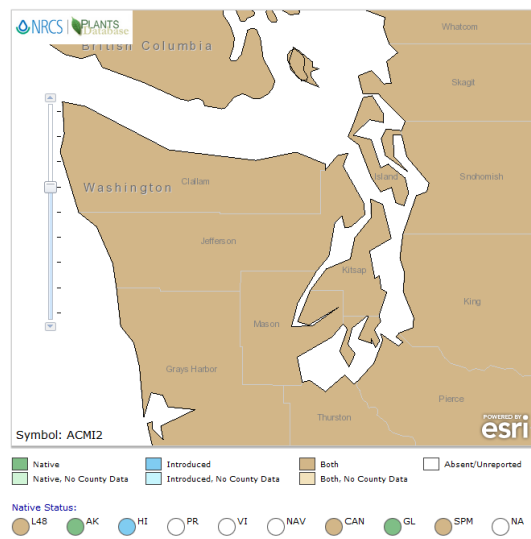 NRCS | PLANTS
Database
British Columbia
Whatcom
Skagit
Washington
Clallam
Island
Snohomish
Jefferson
Kitsap
King
Mason
Grays Harbor
Pierce
Thurston
POWERED BY
esri
Symbol: ACMI2
Native Introduced Both Absent/Unreported
Native, No County Data Introduced, No County Data Both, No County Data
Native Status:
L48 AK HI PR VI NAV CAN GL SPM NA